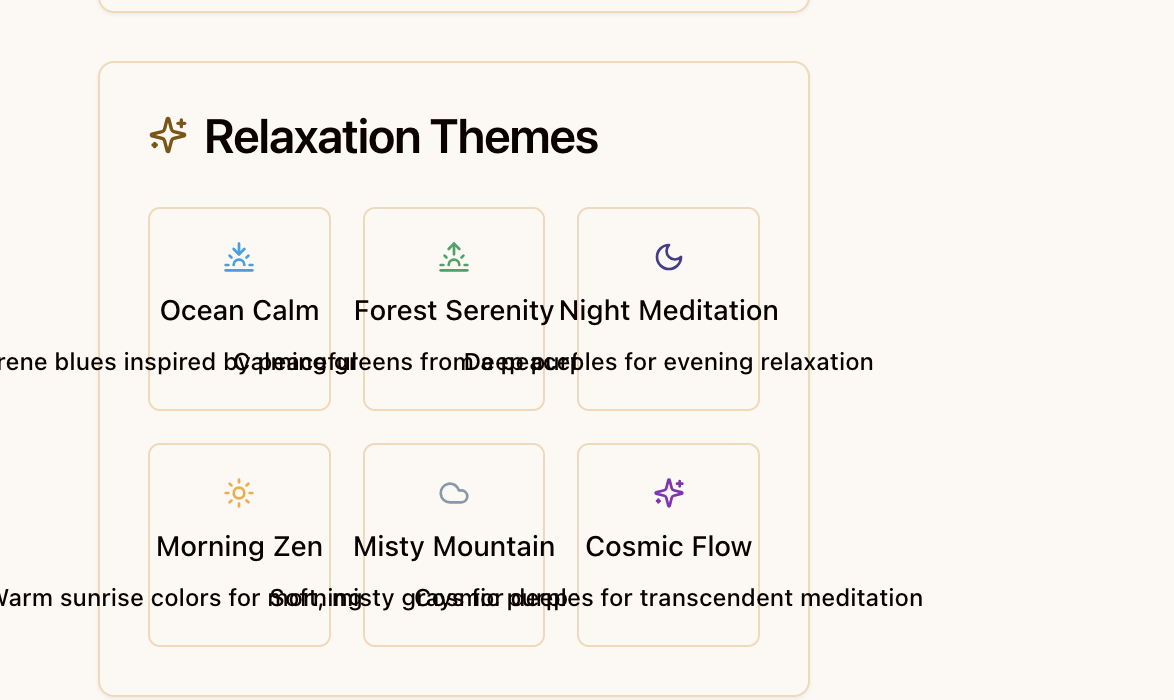 Relaxation Themes
Ocean Calm
rene blues inspired by peaceful
Forest Serenity
Calming greens from a peaceful
Night Meditation
Deep purples for evening relaxation
Morning Zen
Warm sunrise colors for morning
Misty Mountain
Soft, misty grays for deep
Cosmic Flow
Cosmic purples for transcendent meditation